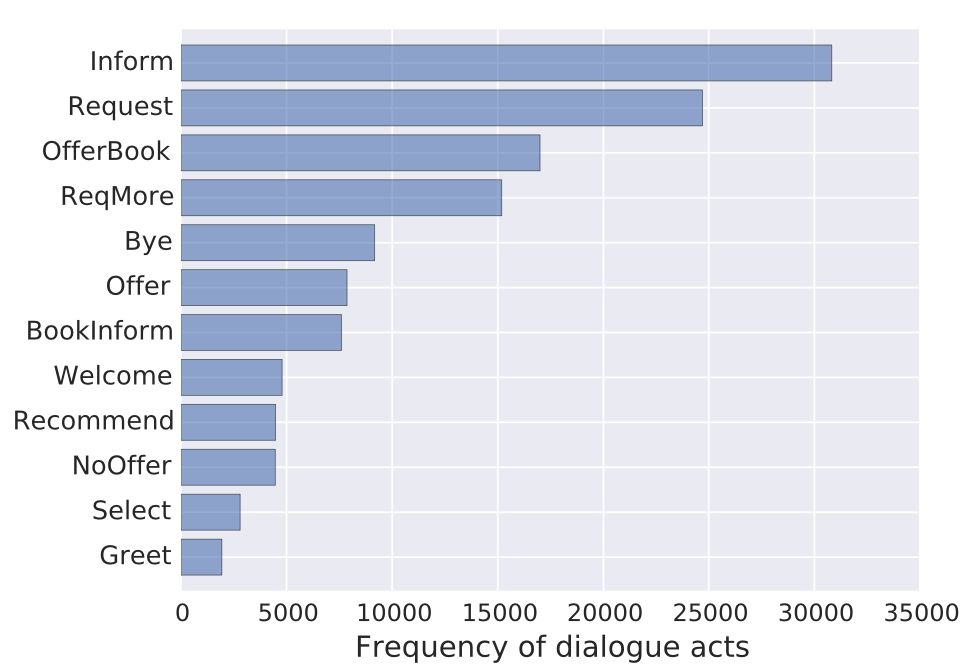 Inform
Request
OfferBook
ReqMore
Bye
Offer
BookInform
Welcome
Recommend
NoOffer
Select
Greet
0 5000 10000 15000 20000 25000 30000 35000
Frequency of dialogue acts